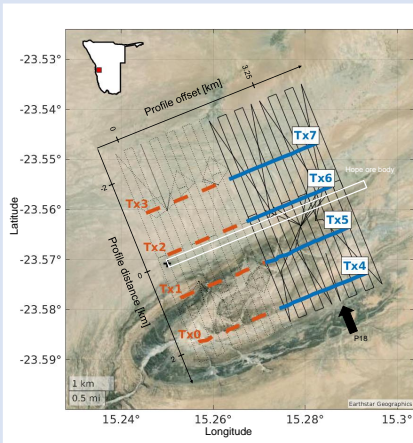 -23.53°
-23.54°
-23.55°
-23.56°
-23.57°
-23.58°
-23.59°
Latitude
15.24°
15.26°
15.28°
15.3°
Longitude
Profile offset [km]
0
3.25
Profile distance [km]
-2
0
2
Tx7
Tx3
Tx6
Tx2
Tx5
Tx1
Tx4
Tx0
Hope ore body
P18
1 km
0.5 mi
Earthstar Geographics